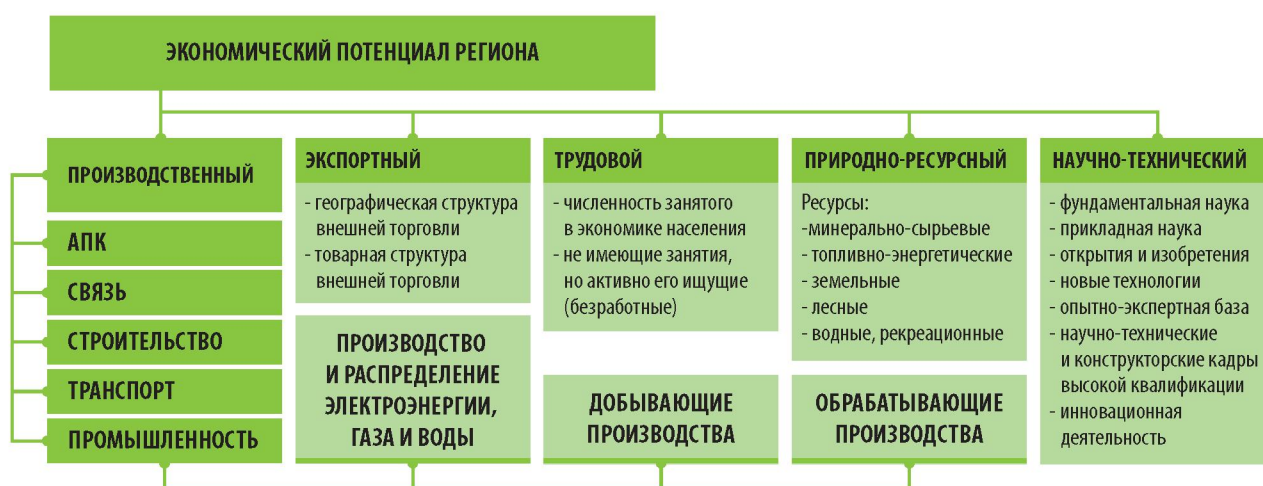 ЭКОНОМИЧЕСКИЙ ПОТЕНЦИАЛ РЕГИОНА
ПРОИЗВОДСТВЕННЫЙ
АПК
СВЯЗЬ
СТРОИТЕЛЬСТВО
ТРАНСПОРТ
ПРОМЫШЛЕННОСТЬ
ЭКСПОРТНЫЙ
- географическая структура
внешней торговли
- товарная структура
внешней торговли
ПРОИЗВОДСТВО
И РАСПРЕДЕЛЕНИЕ
ЭЛЕКТРОЭНЕРГИИ,
ГАЗА И ВОДЫ
ТРУДОВОЙ
- численность занятого
в экономике населения
- не имеющие занятия,
но активно его ищущие
(безработные)
ДОБЫВАЮЩИЕ
ПРОИЗВОДСТВА
ПРИРОДНО-РЕСУРСНЫЙ
Ресурсы:
-минерально-сырьевые
- топливно-энергетические
- земельные
- лесные
- водные, рекреационные
ОБРАБАТЫВАЮЩИЕ
ПРОИЗВОДСТВА
НАУЧНО-ТЕХНИЧЕСКИЙ
- фундаментальная наука
- прикладная наука
- открытия и изобретения
- новые технологии
- опытно-экспертная база
- научно-технические
и конструкторские кадры
высокой квалификации
- инновационная
деятельность